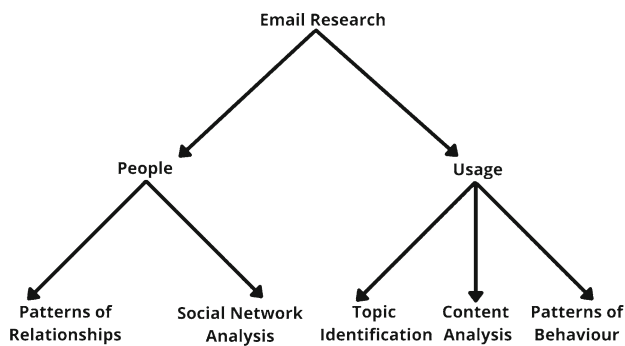 Email Research
People
Usage
Patterns of
Relationships
Social Network
Analysis
Topic
Identification
Content
Analysis
Patterns of
Behaviour